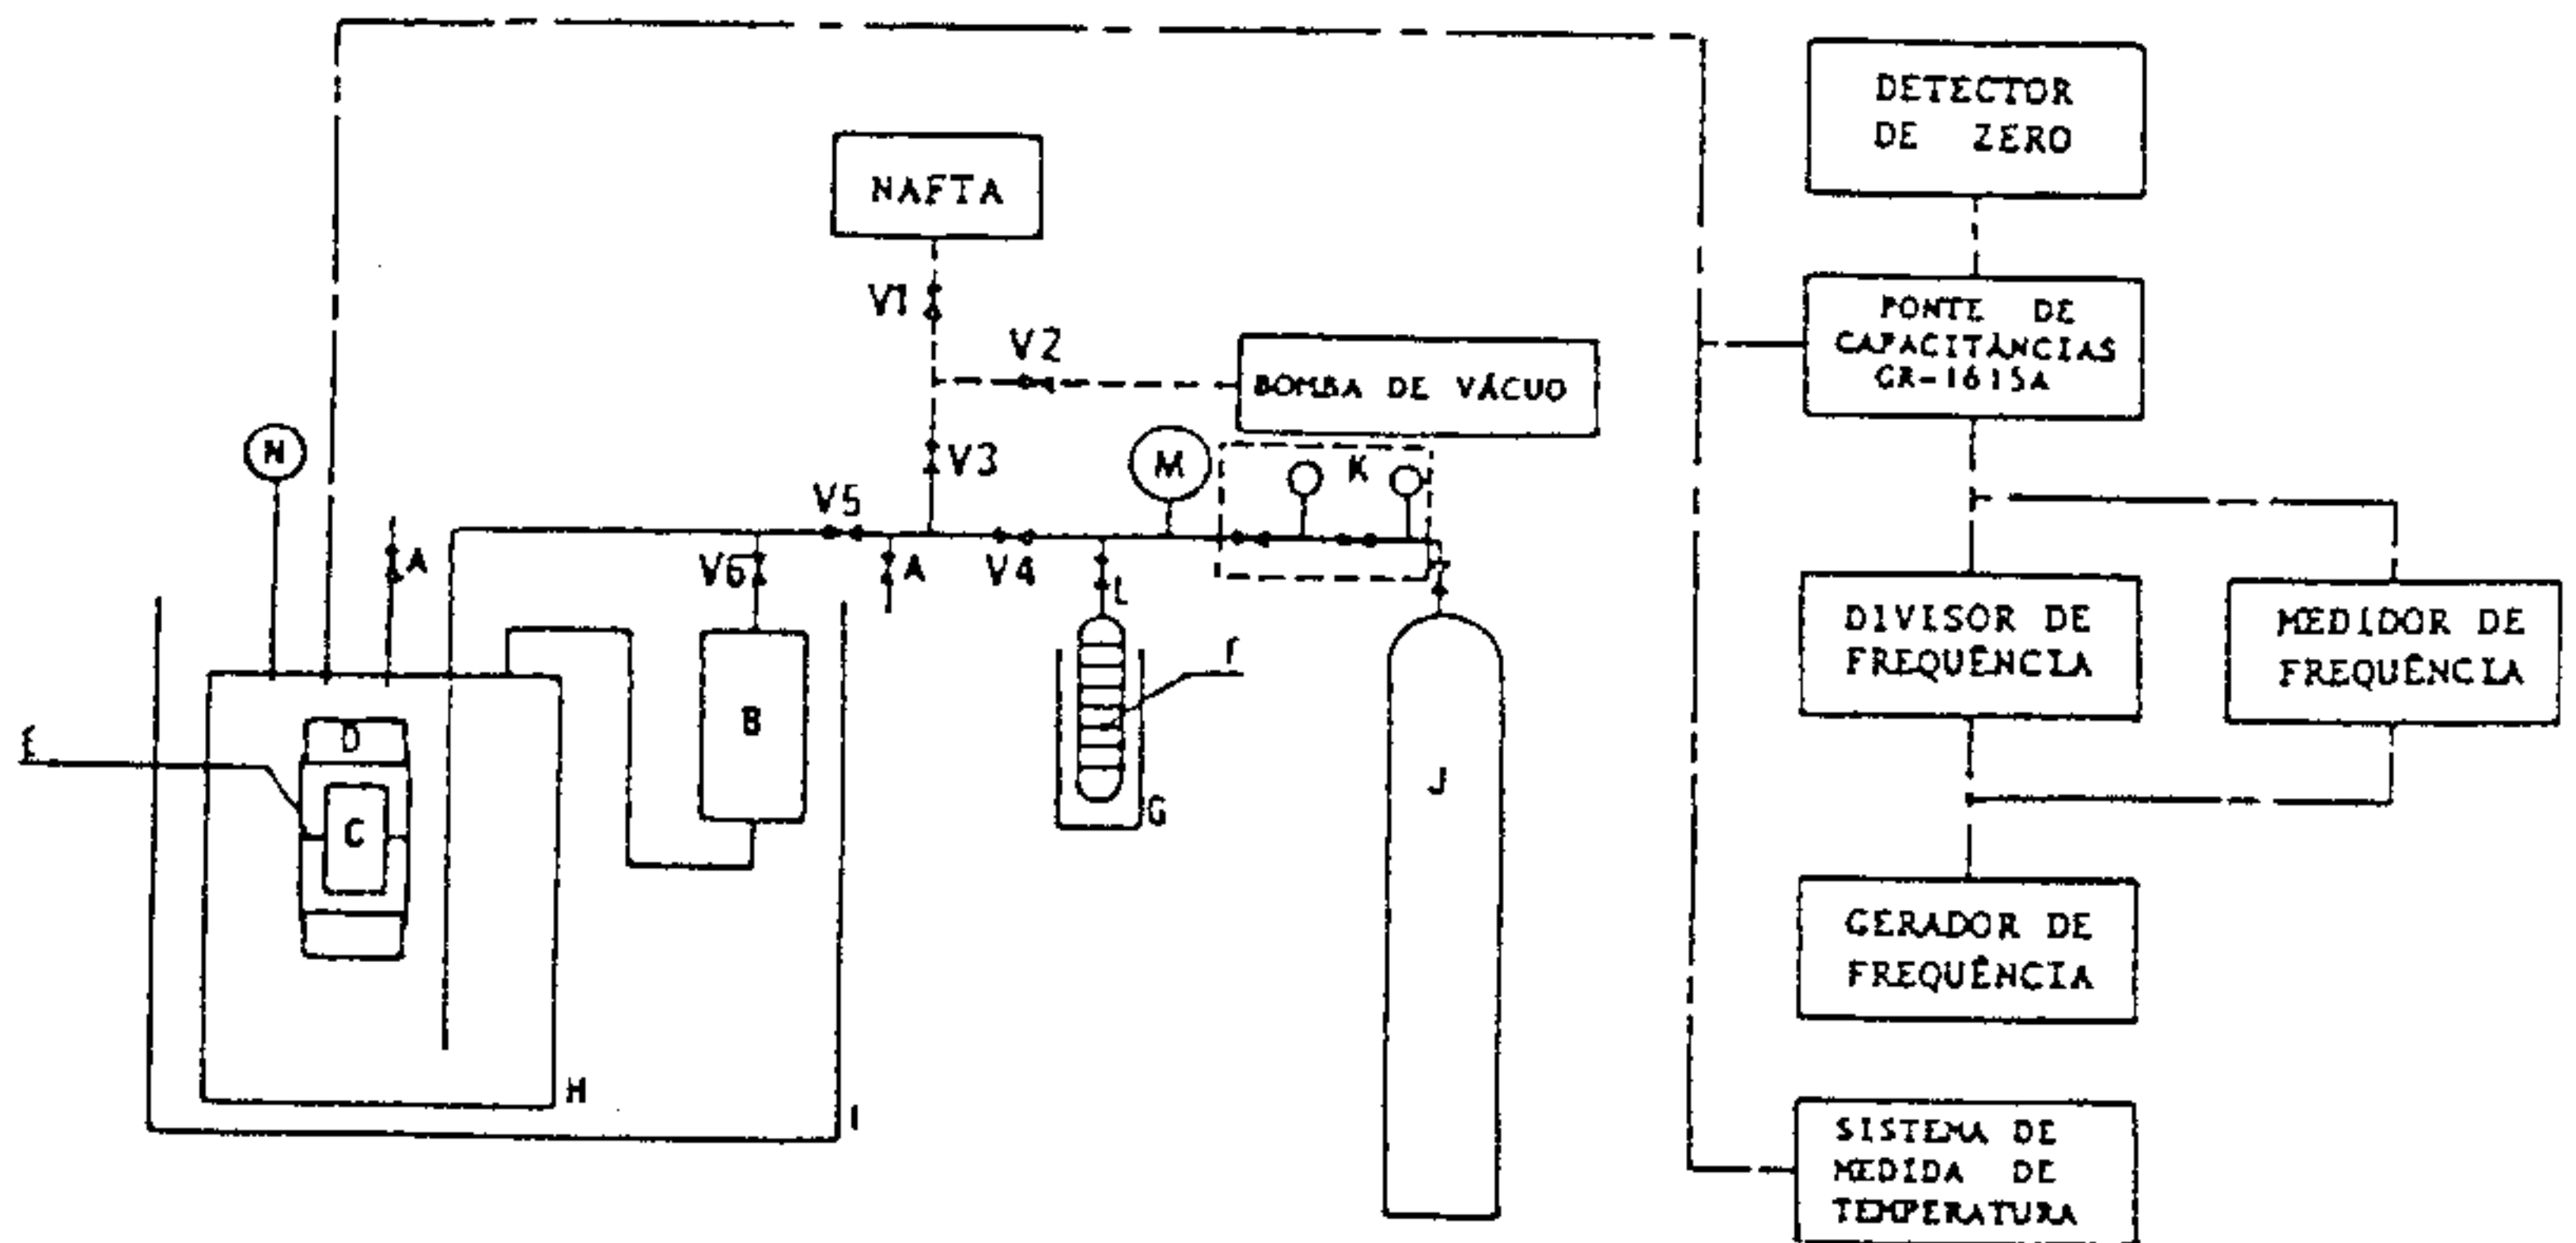 DETECTOR
DE ZERO
NAFTA
V1
PONTE DE
CAPACITÂNCIAS
GR-1615A
V2
BOMBA DE VÁCUO
N
V3
M
K
V5
A
V6
A
V4
L
DIVISOR DE
FREQUÊNCIA
MEDIDOR DE
FREQUÊNCIA
F
E
D
B
C
G
J
GERADOR DE
FREQUÊNCIA
H
I
SISTEMA DE
MEDIDA DE
TEMPERATURA